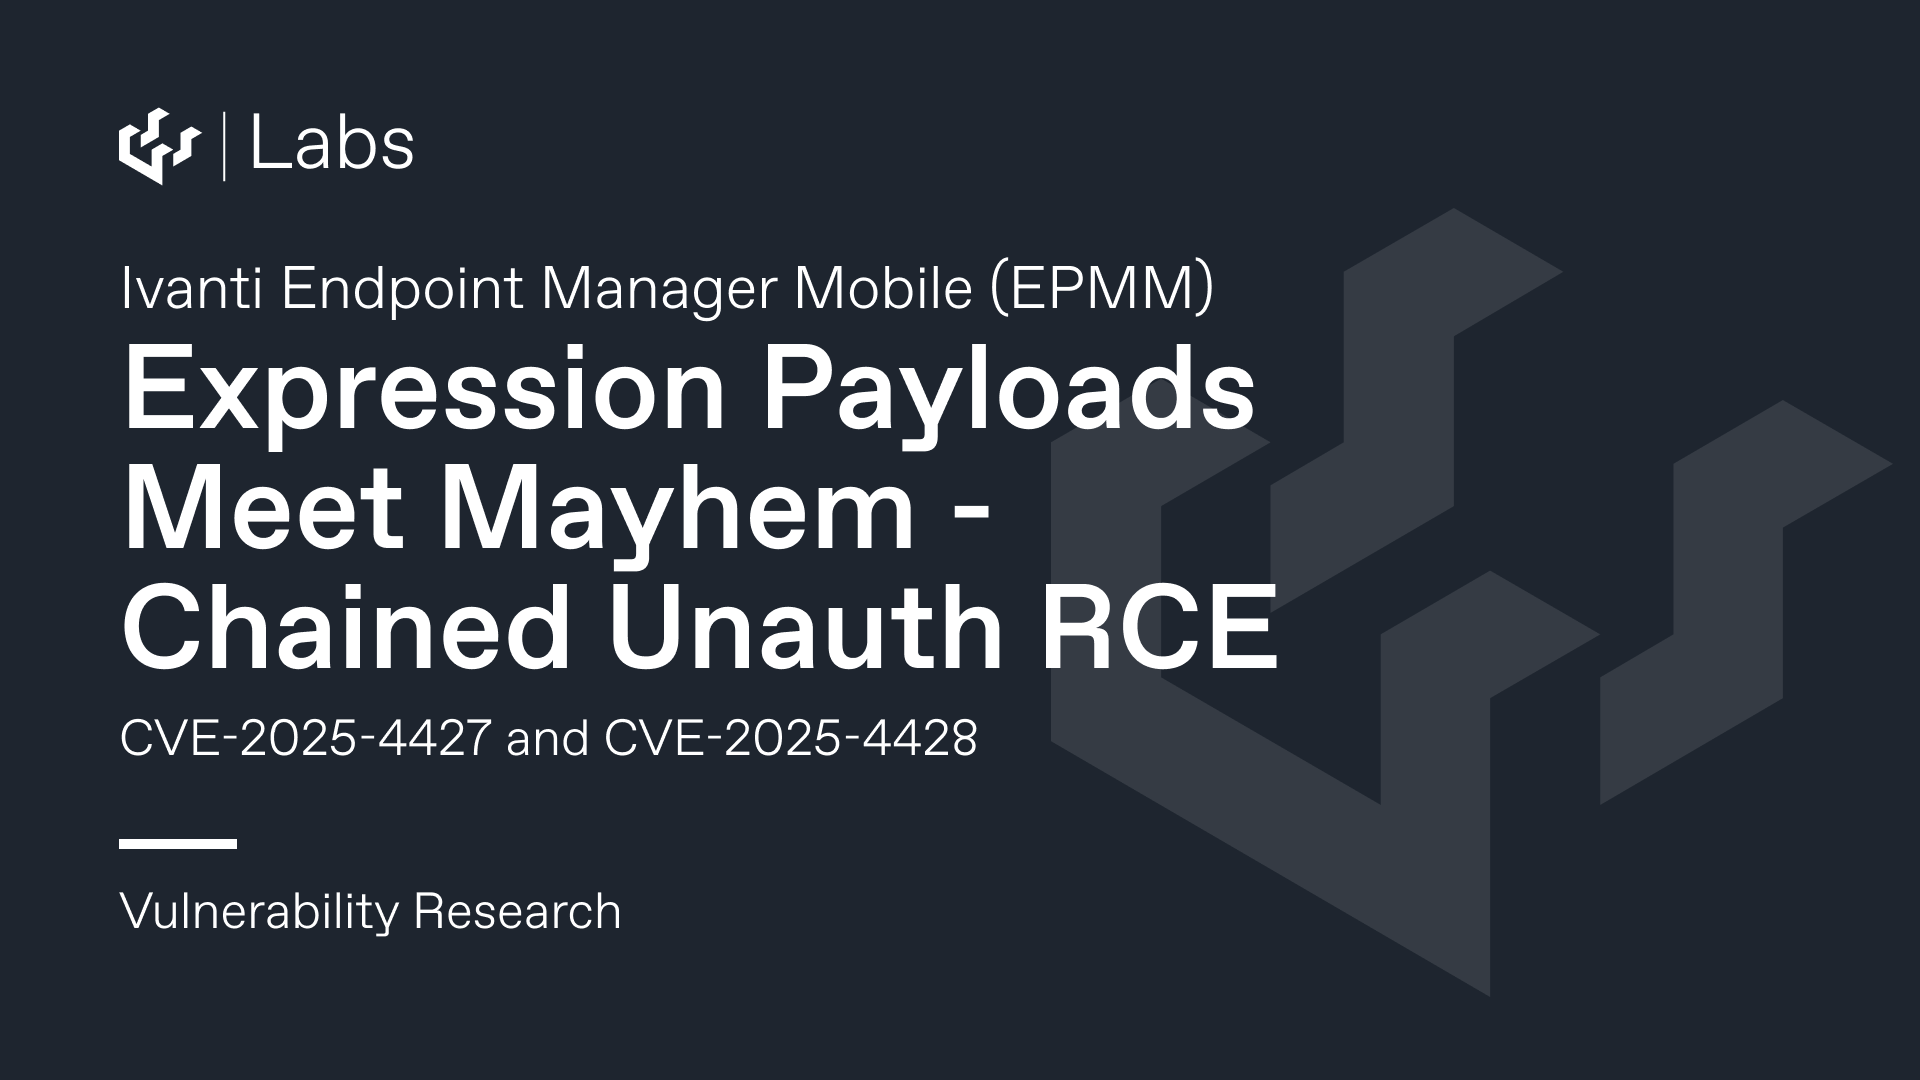 Labs
Ivanti Endpoint Manager Mobile (EPMM)
Expression Payloads
Meet Mayhem -
Chained Unauth RCE
CVE-2025-4427 and CVE-2025-4428
Vulnerability Research